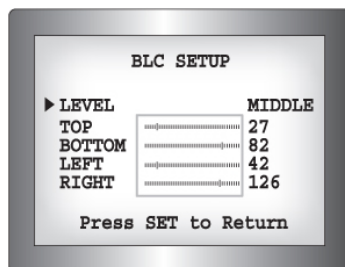 BLC SETUP
▶ LEVEL MIDDLE
TOP 27
BOTTOM 82
LEFT 42
RIGHT 126
Press SET to Return